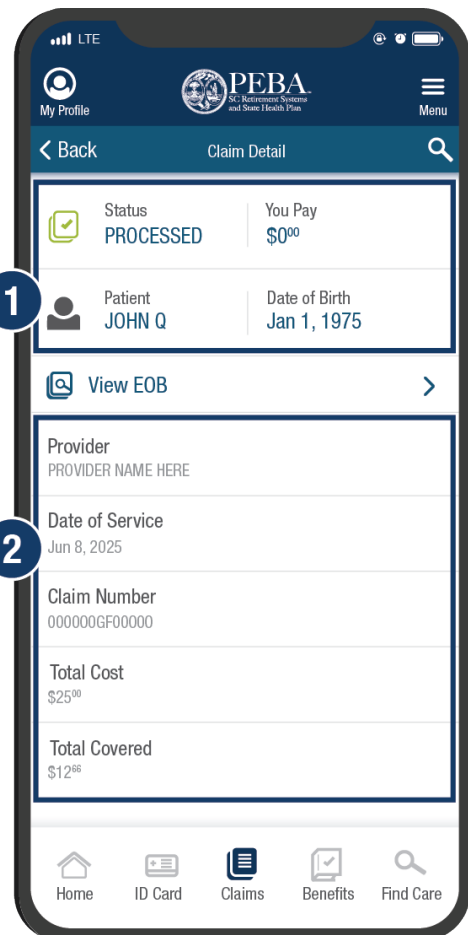 LTE
My Profile
PEBA
SC Retirement Systems
and State Health Plan
Menu
Back
Claim Detail
Status
PROCESSED
You Pay
$0⁰⁰
1
Patient
JOHN Q
Date of Birth
Jan 1, 1975
View EOB
Provider
PROVIDER NAME HERE
2
Date of Service
Jun 8, 2025
Claim Number
000000GF00000
Total Cost
$25⁰⁰
Total Covered
$12⁶⁶
Home
ID Card
Claims
Benefits
Find Care